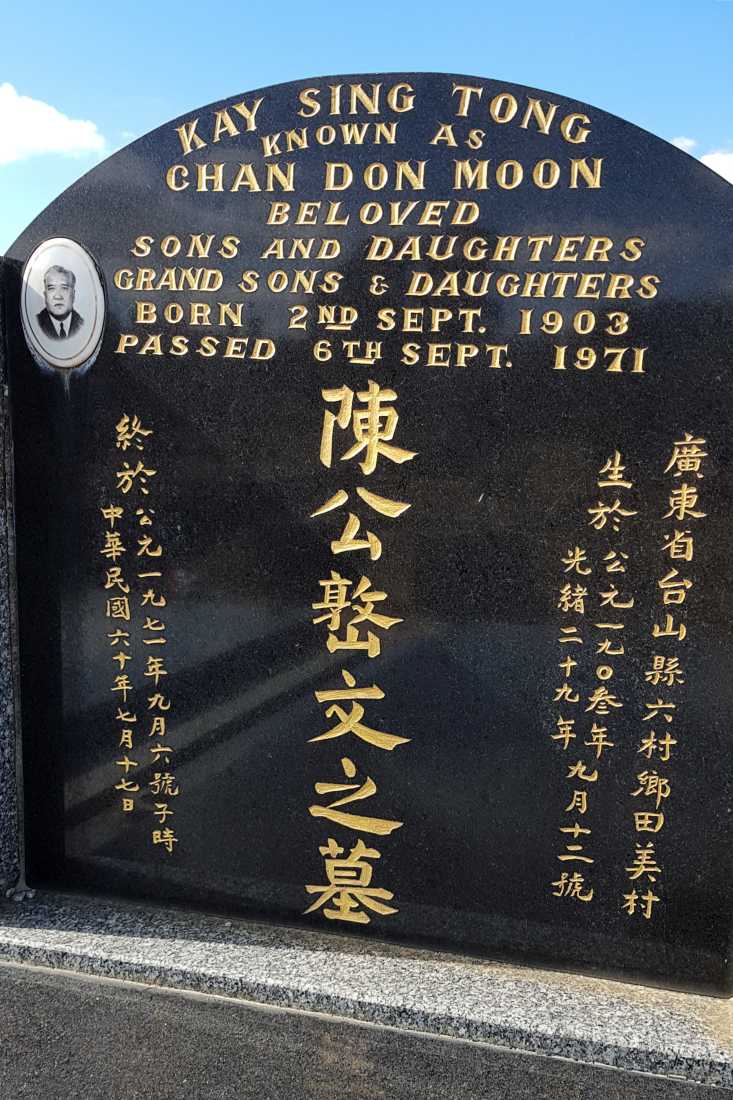 KAY SING TONG
KNOWN AS
CHAN DON MOON
BELOVED
SONS AND DAUGHTERS
GRAND SONS & DAUGHTERS
BORN 2ND SEPT. 1903
PASSED 6TH SEPT. 1971
廣東省台山縣六村鄉田美村
生於公元一九0叁年
光緒二十九年九月十二號
陳公文之墓
終於公元一九七一年九月六號子時
中華民國六十年七月十七日